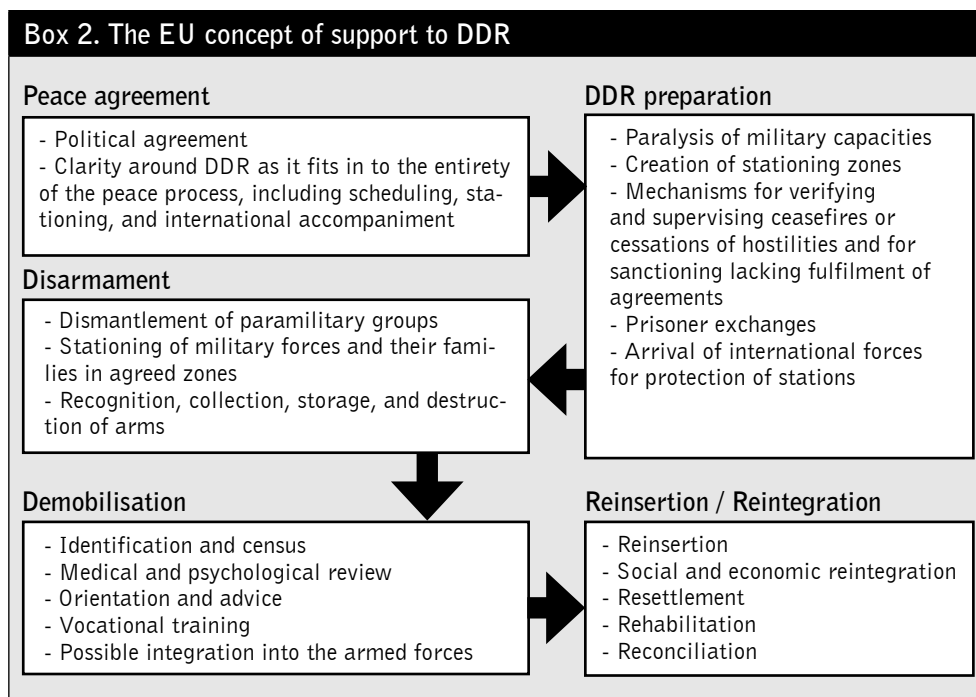 Box 2. The EU concept of support to DDR
Peace agreement
- Political agreement
- Clarity around DDR as it fits in to the entirety
of the peace process, including scheduling, sta-
tioning, and international accompaniment
DDR preparation
- Paralysis of military capacities
- Creation of stationing zones
- Mechanisms for verifying
and supervising ceasefires or
cessations of hostilities and for
sanctioning lacking fulfilment of
agreements
- Prisoner exchanges
- Arrival of international forces
for protection of stations
Disarmament
- Dismantlement of paramilitary groups
- Stationing of military forces and their fami-
lies in agreed zones
- Recognition, collection, storage, and destruc-
tion of arms
Demobilisation
- Identification and census
- Medical and psychological review
- Orientation and advice
- Vocational training
- Possible integration into the armed forces
Reinsertion / Reintegration
- Reinsertion
- Social and economic reintegration
- Resettlement
- Rehabilitation
- Reconciliation